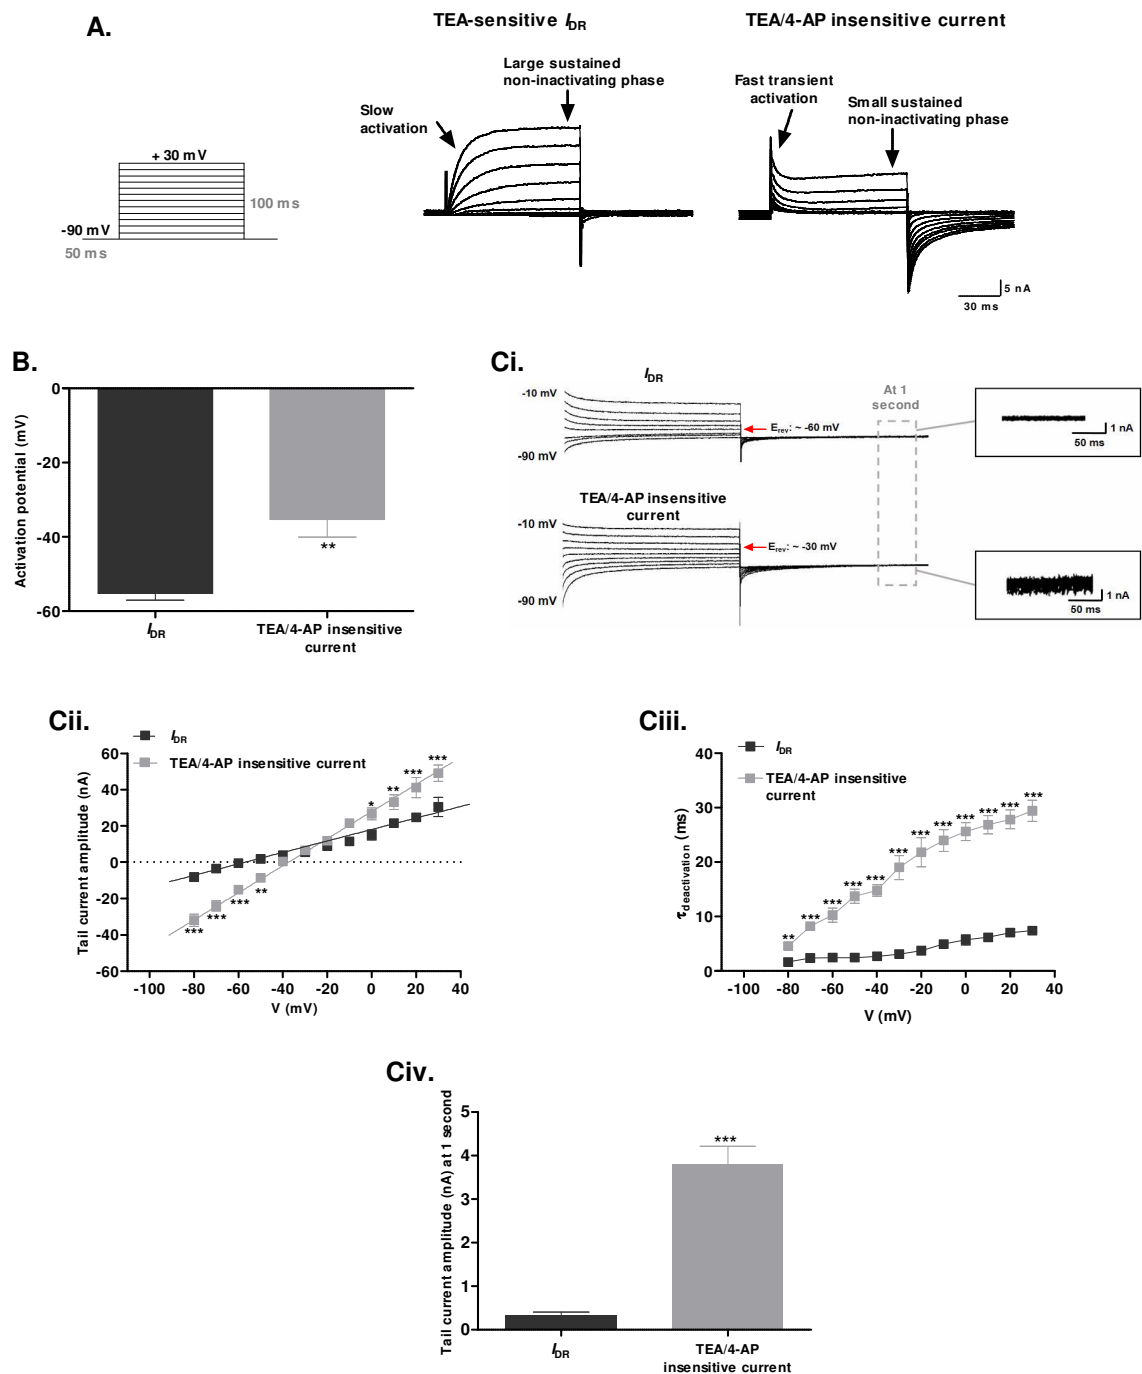 A.
TEA-sensitive IDR
TEA/4-AP insensitive current
Large sustained
non-inactivating phase
Slow
activation
Fast transient
activation
Small sustained
non-inactivating phase
+ 30 mV
100 ms
-90 mV
50 ms
5 nA
30 ms
B.
Activation potential (mV)
0
-20
-40
-60
**
IDR
TEA/4-AP insensitive
current
Ci.
IDR
-10 mV
-90 mV
Erev: ~ -60 mV
At 1
second
1 nA
50 ms
TEA/4-AP insensitive
current
-10 mV
-90 mV
Erev: ~ -30 mV
1 nA
50 ms
Cii.
IDR
TEA/4-AP insensitive current
Tail current amplitude (nA)
60
40
20
0
-20
-40
-60
*** *** *** ** * ** *** ***
-100 -80 -60 -40 -20 0 20 40
V (mV)
Ciii.
IDR
TEA/4-AP insensitive
current
τdeactivation (ms)
40
30
20
10
0
** *** *** *** *** *** *** *** *** *** *** ***
-100 -80 -60 -40 -20 0 20 40
V (mV)
Civ.
Tail current amplitude (nA) at 1 second
5
4
3
2
1
0
***
IDR
TEA/4-AP
insensitive current